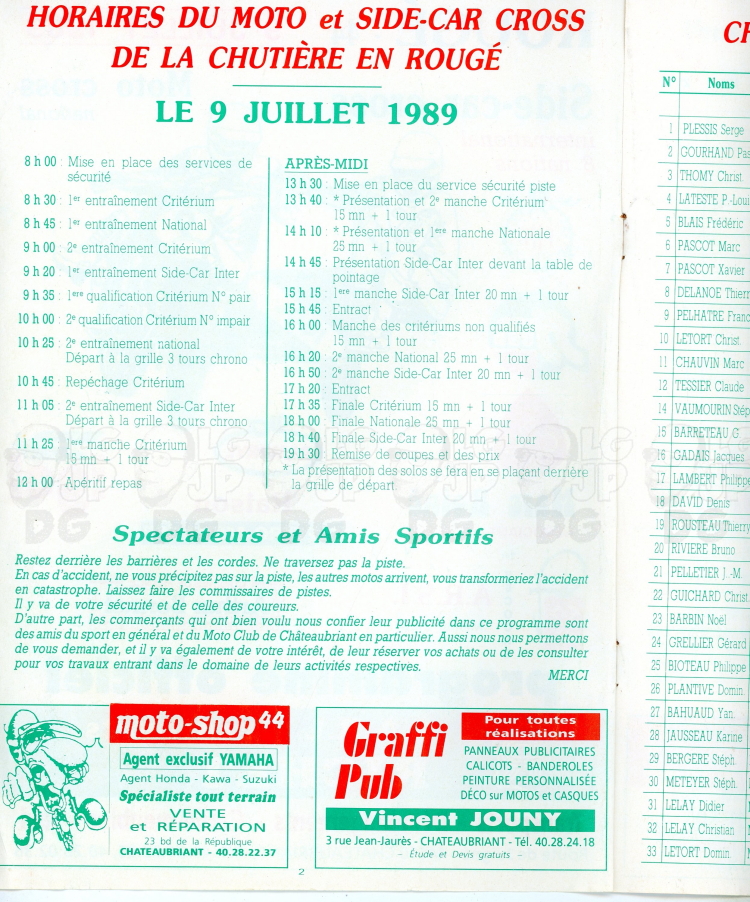 HORAIRES DU MOTO et SIDE-CAR CROSS
DE LA CHUTIÈRE EN ROUGÉ
LE 9 JUILLET 1989
8 h 00 : Mise en place des services de
sécurité
8 h 30 : 1er entraînement Critérium
8 h 45 : 1er entraînement National
9 h 00 : 2e entraînement Critérium
9 h 20 : 1er entraînement Side-Car Inter
9 h 35 : 1ere qualification Critérium N° pair
10 h 00 : 2e qualification Critérium N° impair
10 h 25 : 2e entraînement national
Départ à la grille 3 tours chrono
10 h 45 : Repêchage Critérium
11 h 05 : 2e entraînement Side-Car Inter
Départ à la grille 3 tours chrono
11 h 25 : 1ere manche Critérium
15 mn + 1 tour
12 h 00 : Apéritif repas
APRÈS-MIDI
13 h 30 : Mise en place du service sécurité piste
13 h 40 : * Présentation et 2e manche Critérium
15 mn + 1 tour
14 h 10 : * Présentation et 1ere manche Nationale
25 mn + 1 tour
14 h 45 : Présentation Side-Car Inter devant la table de
pointage
15 h 15 : 1ere manche Side-Car Inter 20 mn + 1 tour
15 h 45 : Entract
16 h 00 : Manche des critériums non qualifiés
15 mn + 1 tour
16 h 20 : 2e manche National 25 mn + 1 tour
16 h 50 : 2e manche Side-Car Inter 20 mn + 1 tour
17 h 20 : Entract
17 h 35 : Finale Critérium 15 mn + 1 tour
18 h 00 : Finale Nationale 25 mn + 1 tour
18 h 40 : Finale Side-Car Inter 20 mn + 1 tour
19 h 30 : Remise de coupes et des prix
* La présentation des solos se fera en se plaçant derrière
la grille de départ.
Spectateurs et Amis Sportifs
Restez derrière les barrières et les cordes. Ne traversez pas la piste.
En cas d'accident, ne vous précipitez pas sur la piste, les autres motos arrivent, vous transformeriez l'accident
en catastrophe. Laissez faire les commissaires de pistes.
Il y va de votre sécurité et de celle des coureurs.
D'autre part, les commerçants qui ont bien voulu nous confier leur publicité dans ce programme sont
des amis du sport en général et du Moto Club de Châteaubriant en particulier. Aussi nous nous permettons
de vous demander, et il y va également de votre intérêt, de leur réserver vos achats ou de les consulter
pour vos travaux entrant dans le domaine de leurs activités respectives.
MERCI
moto-shop 44
Agent exclusif YAMAHA
Agent Honda - Kawa - Suzuki
Spécialiste tout terrain
VENTE
et RÉPARATION
23 bd de la République
CHATEAUBRIANT - 40.28.22.37
Graffi
Pub
Pour toutes
réalisations
PANNEAUX PUBLICITAIRES
CALICOTS - BANDEROLES
PEINTURE PERSONNALISÉE
DÉCO sur MOTOS et CASQUES
Vincent JOUNY
3 rue Jean-Jaurès - CHATEAUBRIANT - Tél. 40.28.24.18
– Étude et Devis gratuits –
2
N° Noms
1 PLESSIS Serge
2 GOURHAND Pas
3 THOMY Christ.
4 LATESTE P.-Loui
5 BLAIS Frédéric
6 PASCOT Marc
7 PASCOT Xavier
8 DELANOE Thierr
9 PELHATRE Franc
10 LETORT Christ.
11 CHAUVIN Marc
12 TESSIER Claude
14 VAUMOURIN Stép
15 BARRETEAU G.
16 GADAIS Jacques
17 LAMBERT Philippe
18 DAVID Denis
19 ROUSTEAU Thierry
20 RIVIERE Bruno
21 PELLETIER J.-M.
22 GUICHARD Christ.
23 BARBIN Noël
24 GRELLIER Gérard
25 BIOTEAU Philippe
26 PLANTIVE Domin.
27 BAHUAUD Yan.
28 JAUSSEAU Karine
29 BERGERE Stéph.
30 METEYER Stéph.
31 LELAY Didier
32 LELAY Christian
33 LETORT Domin.